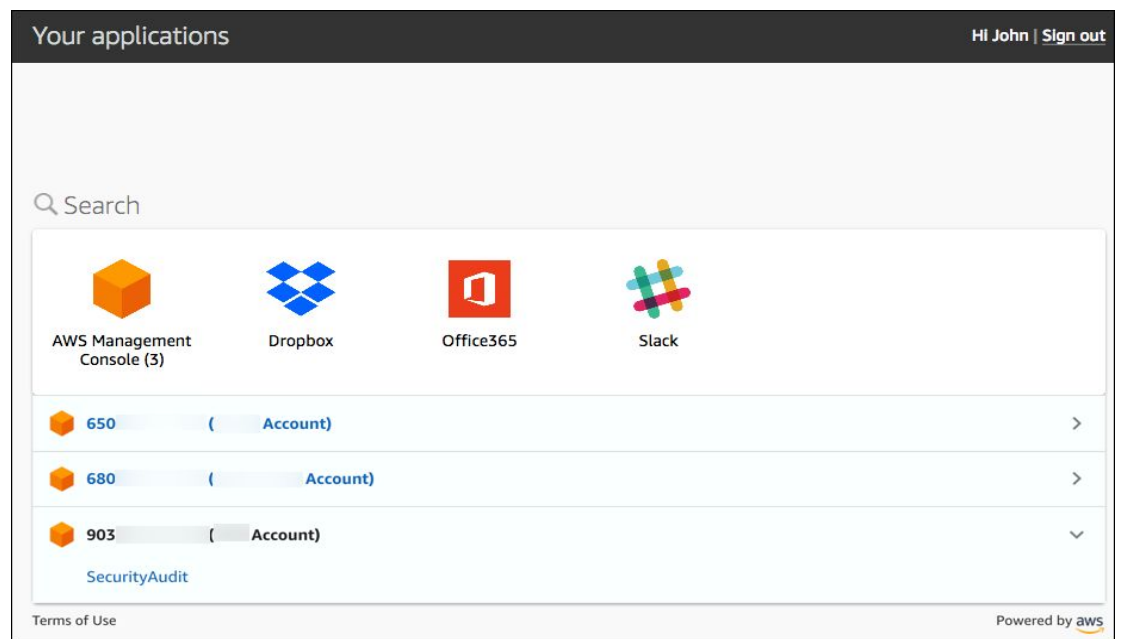 Your applications
Hi John | Sign out
Search
AWS Management
Console (3)
Dropbox
Office365
Slack
650 ( Account)
680 ( Account)
903 ( Account)
SecurityAudit
Terms of Use
Powered by aws